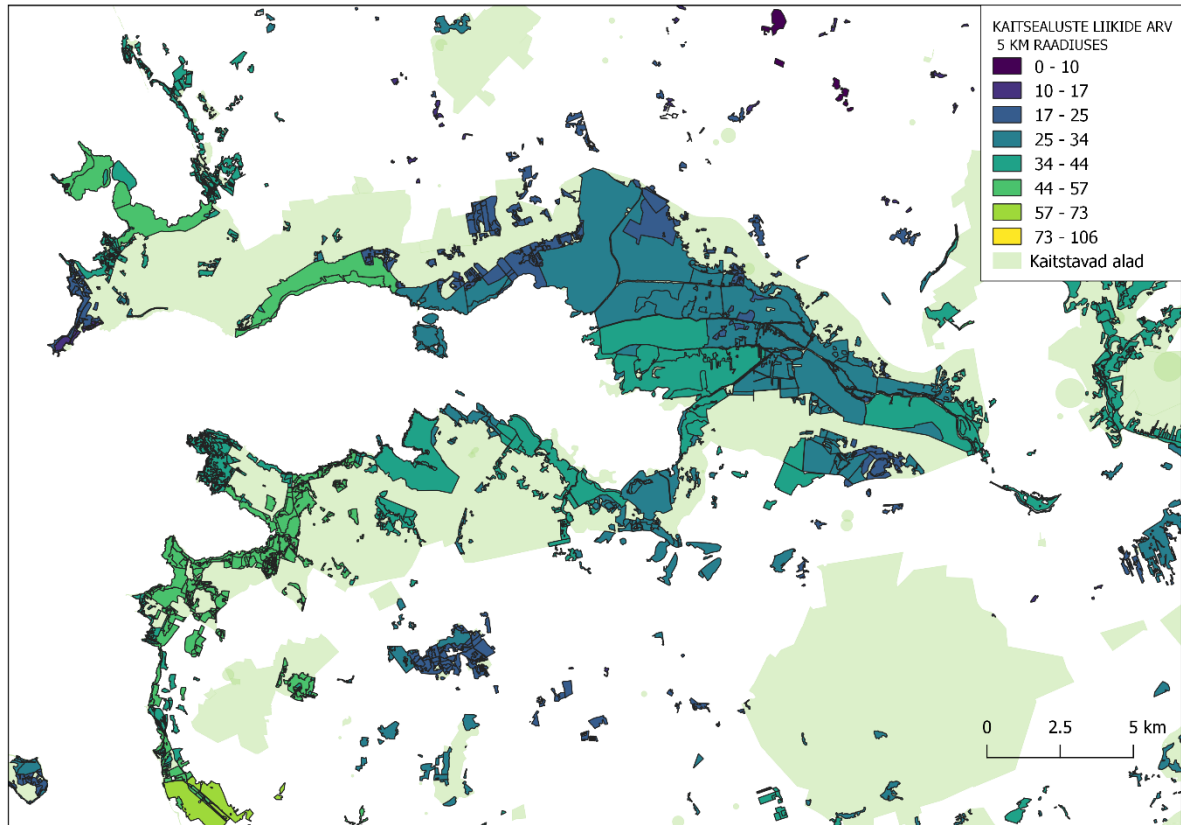 KAITSEALUSTE LIIKIDE ARV
5 KM RAADIUSES
0 - 10
10 - 17
17 - 25
25 - 34
34 - 44
44 - 57
57 - 73
73 - 106
Kaitstavad alad
0 2.5 5 km